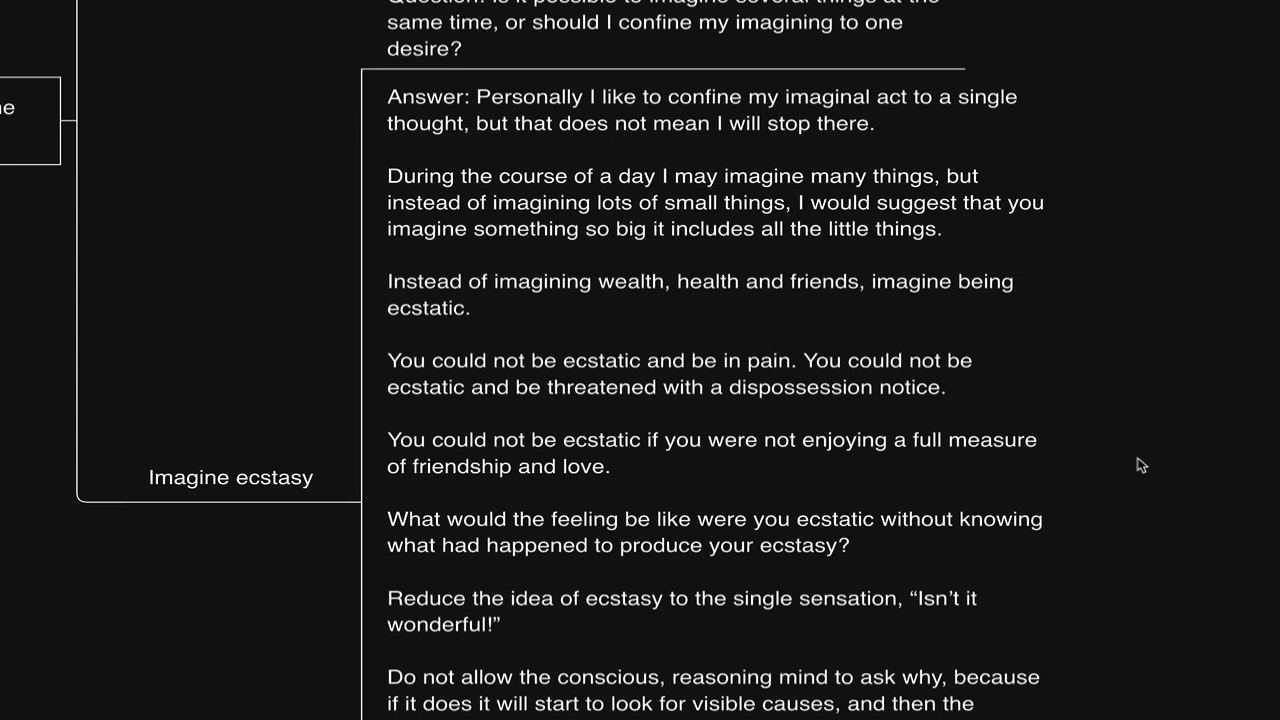 same time, or should I confine my imagining to one
desire?
Answer: Personally I like to confine my imaginal act to a single
thought, but that does not mean I will stop there.
During the course of a day I may imagine many things, but
instead of imagining lots of small things, I would suggest that you
imagine something so big it includes all the little things.
Instead of imagining wealth, health and friends, imagine being
ecstatic.
You could not be ecstatic and be in pain. You could not be
ecstatic and be threatened with a dispossession notice.
You could not be ecstatic if you were not enjoying a full measure
of friendship and love.
Imagine ecstasy
What would the feeling be like were you ecstatic without knowing
what had happened to produce your ecstasy?
Reduce the idea of ecstasy to the single sensation, “Isn’t it
wonderful!”
Do not allow the conscious, reasoning mind to ask why, because
if it does it will start to look for visible causes, and then the